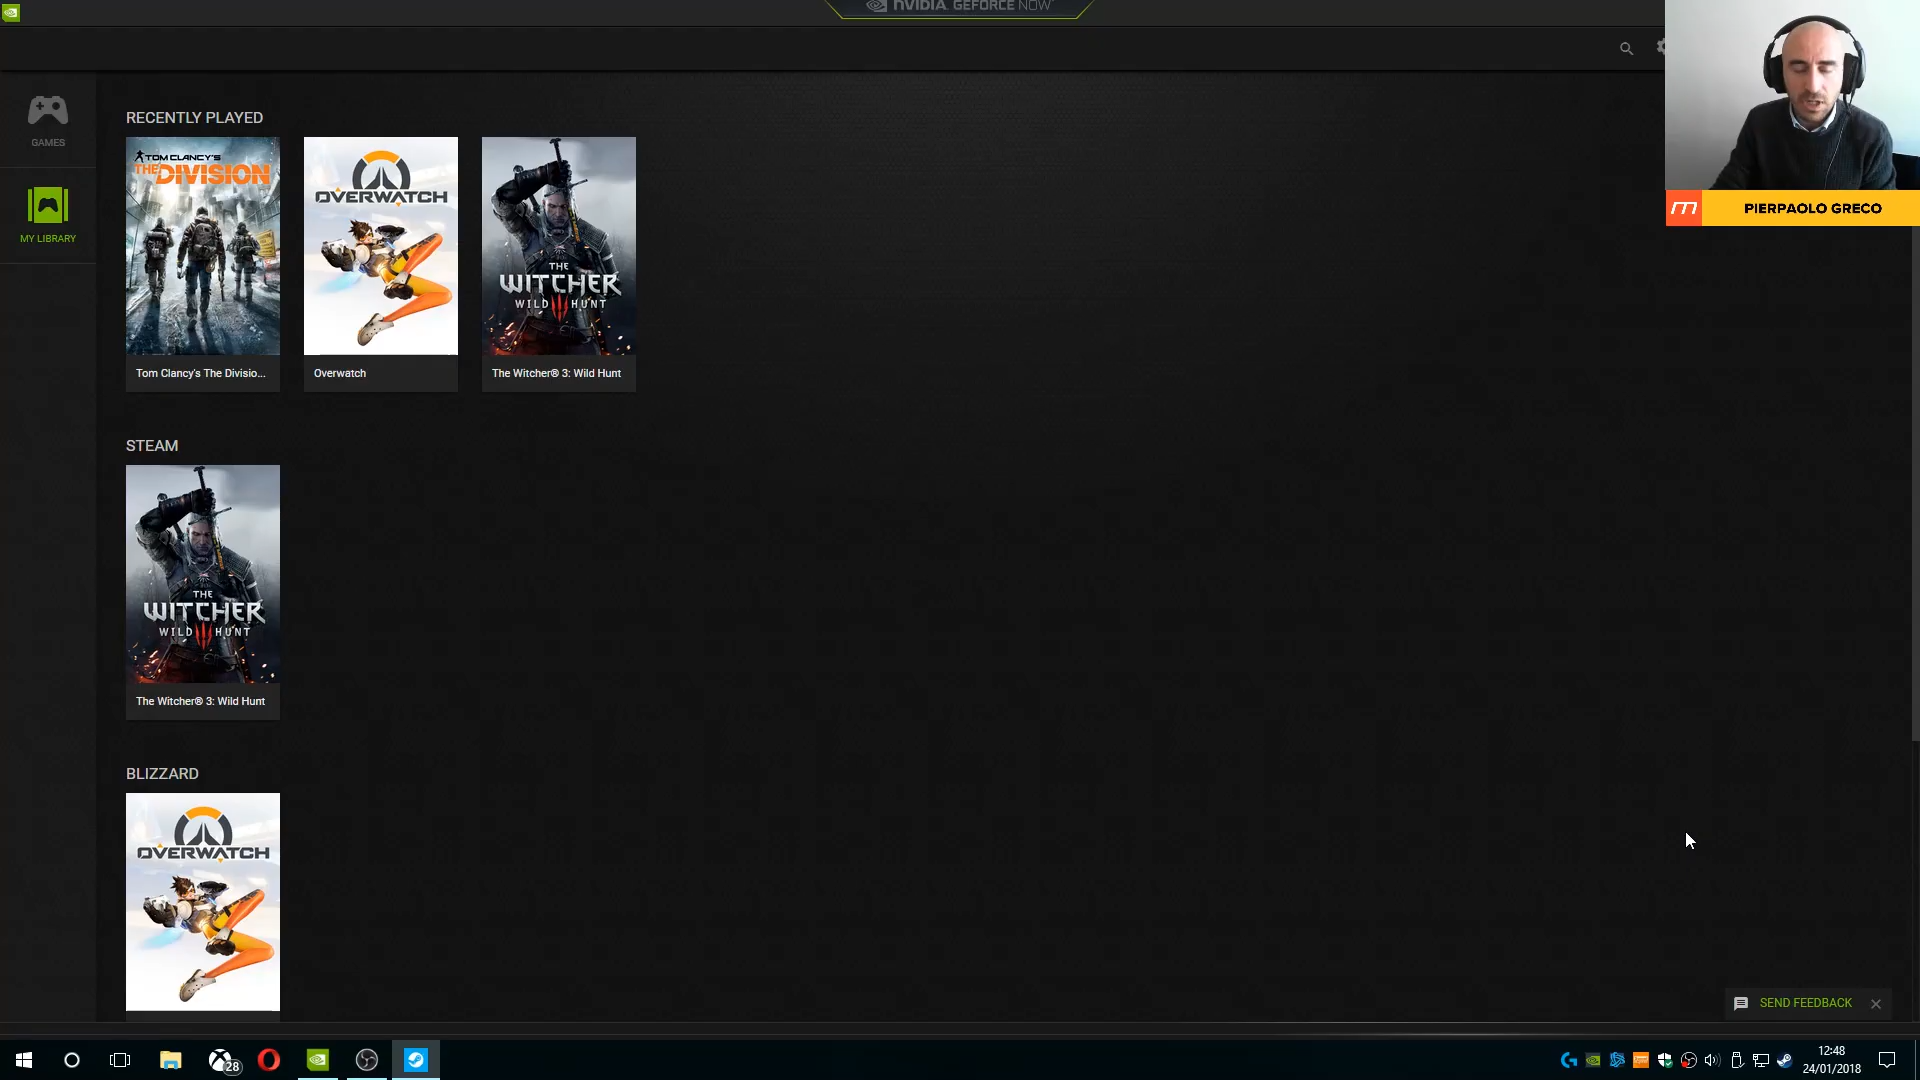 NVIDIA. GEFORCE NOW
GAMES
MY LIBRARY
RECENTLY PLAYED
TOM CLANCY'S
THE DIVISION
OVERWATCH
THE
WITCHER
WILD HUNT
Tom Clancy's The Divisio...
Overwatch
The Witcher® 3: Wild Hunt
PIERPAOLO GRECO
STEAM
THE
WITCHER
WILD HUNT
The Witcher® 3: Wild Hunt
BLIZZARD
OVERWATCH
SEND FEEDBACK
28
12:48
24/01/2018